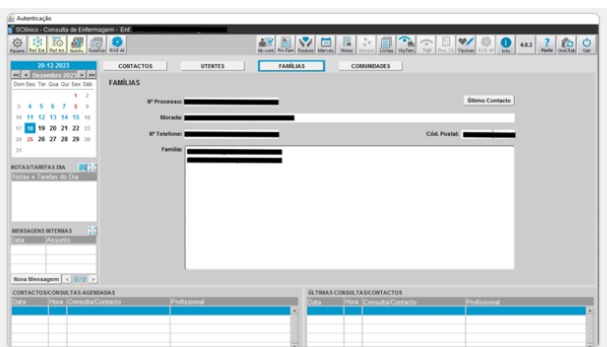 Autenticação
SClínico - Consulta de Enfermagem - Enf
4.0.3
20-12-2023
Dezembro 2023
Dom Seg Ter Qua Qui Sex Sáb
1 2
3 4 5 6 7 8 9
10 11 12 13 14 15 16
17 18 19 20 21 22 23
24 25 26 27 28 29 30
31
CONTACTOS UTENTES FAMÍLIAS COMUNIDADES
FAMÍLIAS
Nº Processo:
Último Contacto
Morada:
Nº Telefone:
Cód. Postal:
Família:
NOTAS/TAREFAS DIA
Notas e Tarefas do Dia
MENSAGENS INTERNAS
Data Assunto
Nova Mensagem < 0 / 0 >
CONTACTOS/CONSULTAS AGENDADAS
Data Hora Consulta/Contacto Profissional
ÚLTIMAS CONSULTAS/CONTACTOS
Data Hora Consulta/Contacto Profissional